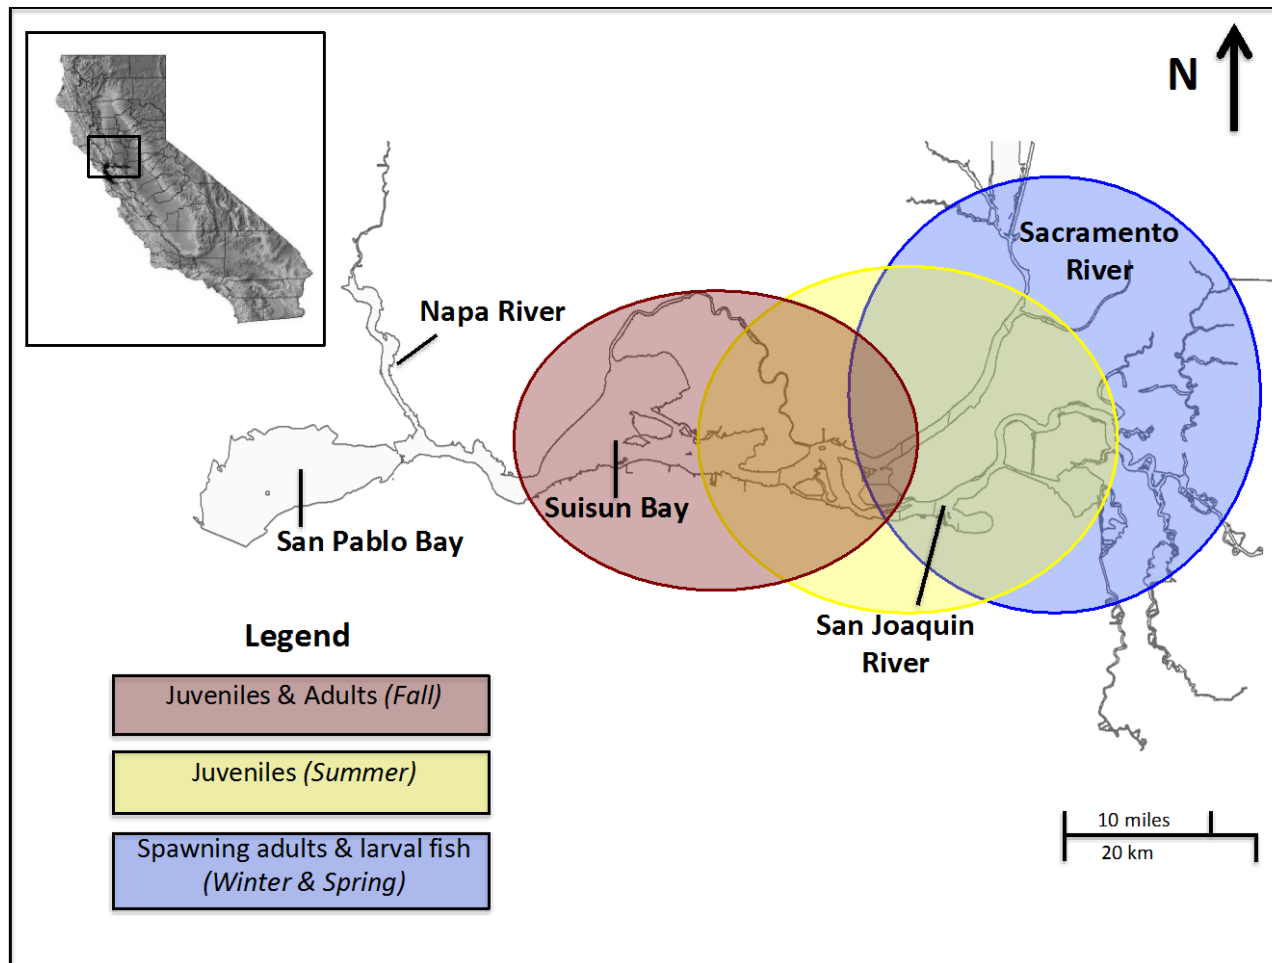 N
Sacramento
River
Napa River
Suisun Bay
San Pablo Bay
San Joaquin
River
Legend
Juveniles & Adults (Fall)
Juveniles (Summer)
Spawning adults & larval fish
(Winter & Spring)
10 miles
20 km